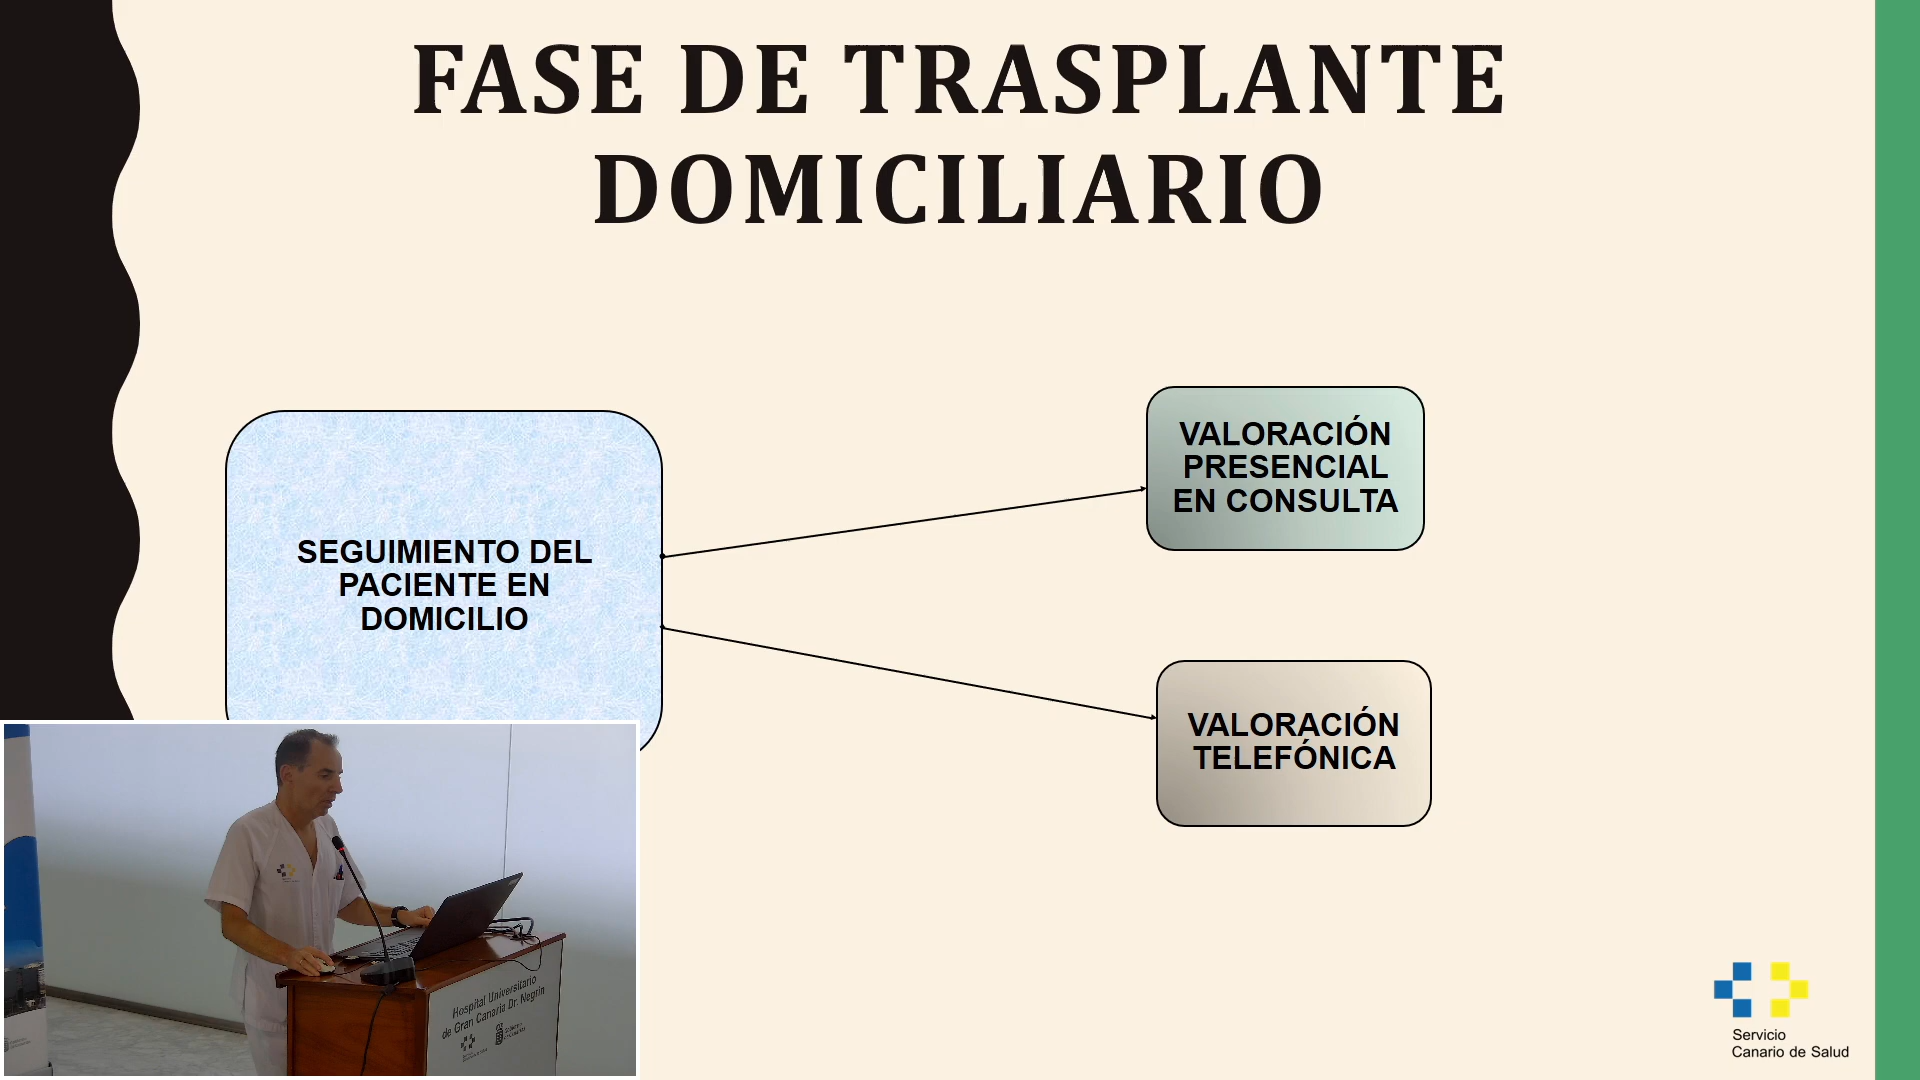 FASE DE TRASPLANTE
DOMICILIARIO
SEGUIMIENTO DEL
PACIENTE EN
DOMICILIO
VALORACIÓN
PRESENCIAL
EN CONSULTA
VALORACIÓN
TELEFÓNICA
Hospital Universitario
de Gran Canaria Dr. Negrín
Servicio
Canario de Salud